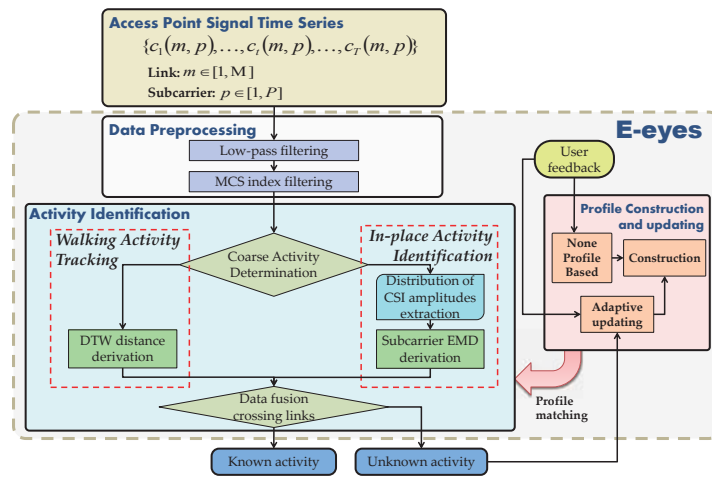 Access Point Signal Time Series
{c₁(m, p),…,cₜ(m, p),…,c_T(m, p)}
Link: m ∈ [1, M]
Subcarrier: p ∈ [1, P]
E-eyes
Data Preprocessing
Low-pass filtering
MCS index filtering
User
feedback
Activity Identification
Walking Activity
Tracking
Coarse Activity
Determination
In-place Activity
Identification
Distribution of
CSI amplitudes
extraction
DTW distance
derivation
Subcarrier EMD
derivation
Data fusion
crossing links
Profile Construction
and updating
None
Profile
Based
Construction
Adaptive
updating
Profile
matching
Known activity
Unknown activity